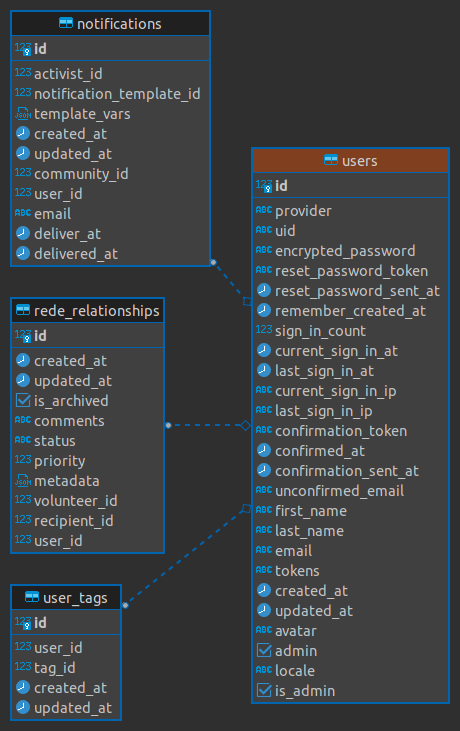 notifications
123 id
123 activist_id
123 notification_template_id
JSON template_vars
created_at
updated_at
123 community_id
123 user_id
ABC email
deliver_at
delivered_at
rede_relationships
123 id
created_at
updated_at
is_archived
ABC comments
ABC status
123 priority
JSON metadata
123 volunteer_id
123 recipient_id
123 user_id
user_tags
123 id
123 user_id
123 tag_id
created_at
updated_at
users
123 id
ABC provider
ABC uid
ABC encrypted_password
ABC reset_password_token
reset_password_sent_at
remember_created_at
123 sign_in_count
current_sign_in_at
last_sign_in_at
ABC current_sign_in_ip
ABC last_sign_in_ip
ABC confirmation_token
confirmed_at
confirmation_sent_at
ABC unconfirmed_email
ABC first_name
ABC last_name
ABC email
ABC tokens
created_at
updated_at
ABC avatar
admin
ABC locale
is_admin